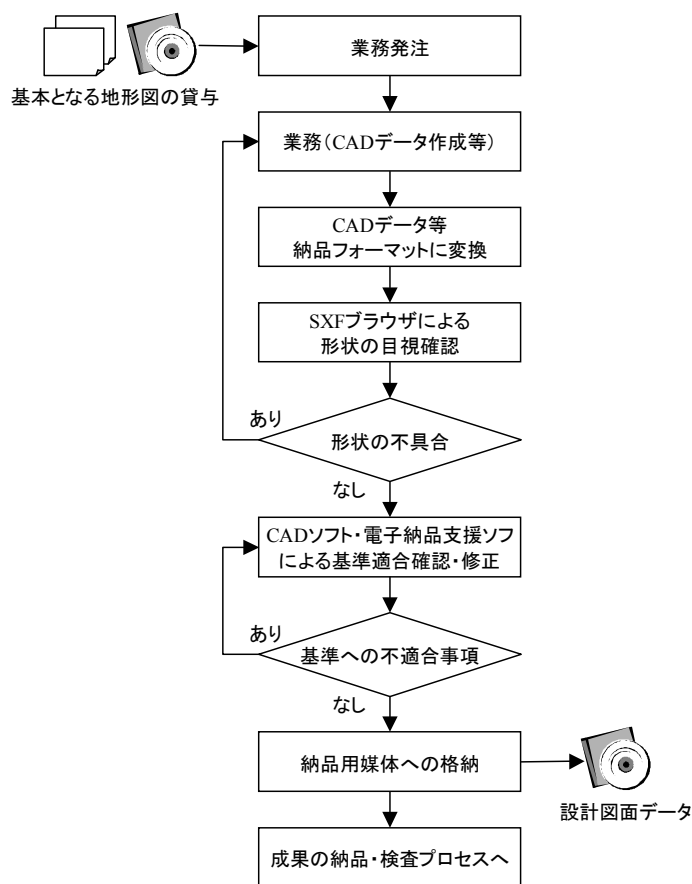 業務発注
基本となる地形図の貸与
業務(CADデータ作成等)
CADデータ等
納品フォーマットに変換
SXFブラウザによる
形状の目視確認
あり
形状の不具合
なし
CADソフト・電子納品支援ソフ
による基準適合確認・修正
あり
基準への不適合事項
なし
納品用媒体への格納
設計図面データ
成果の納品・検査プロセスへ